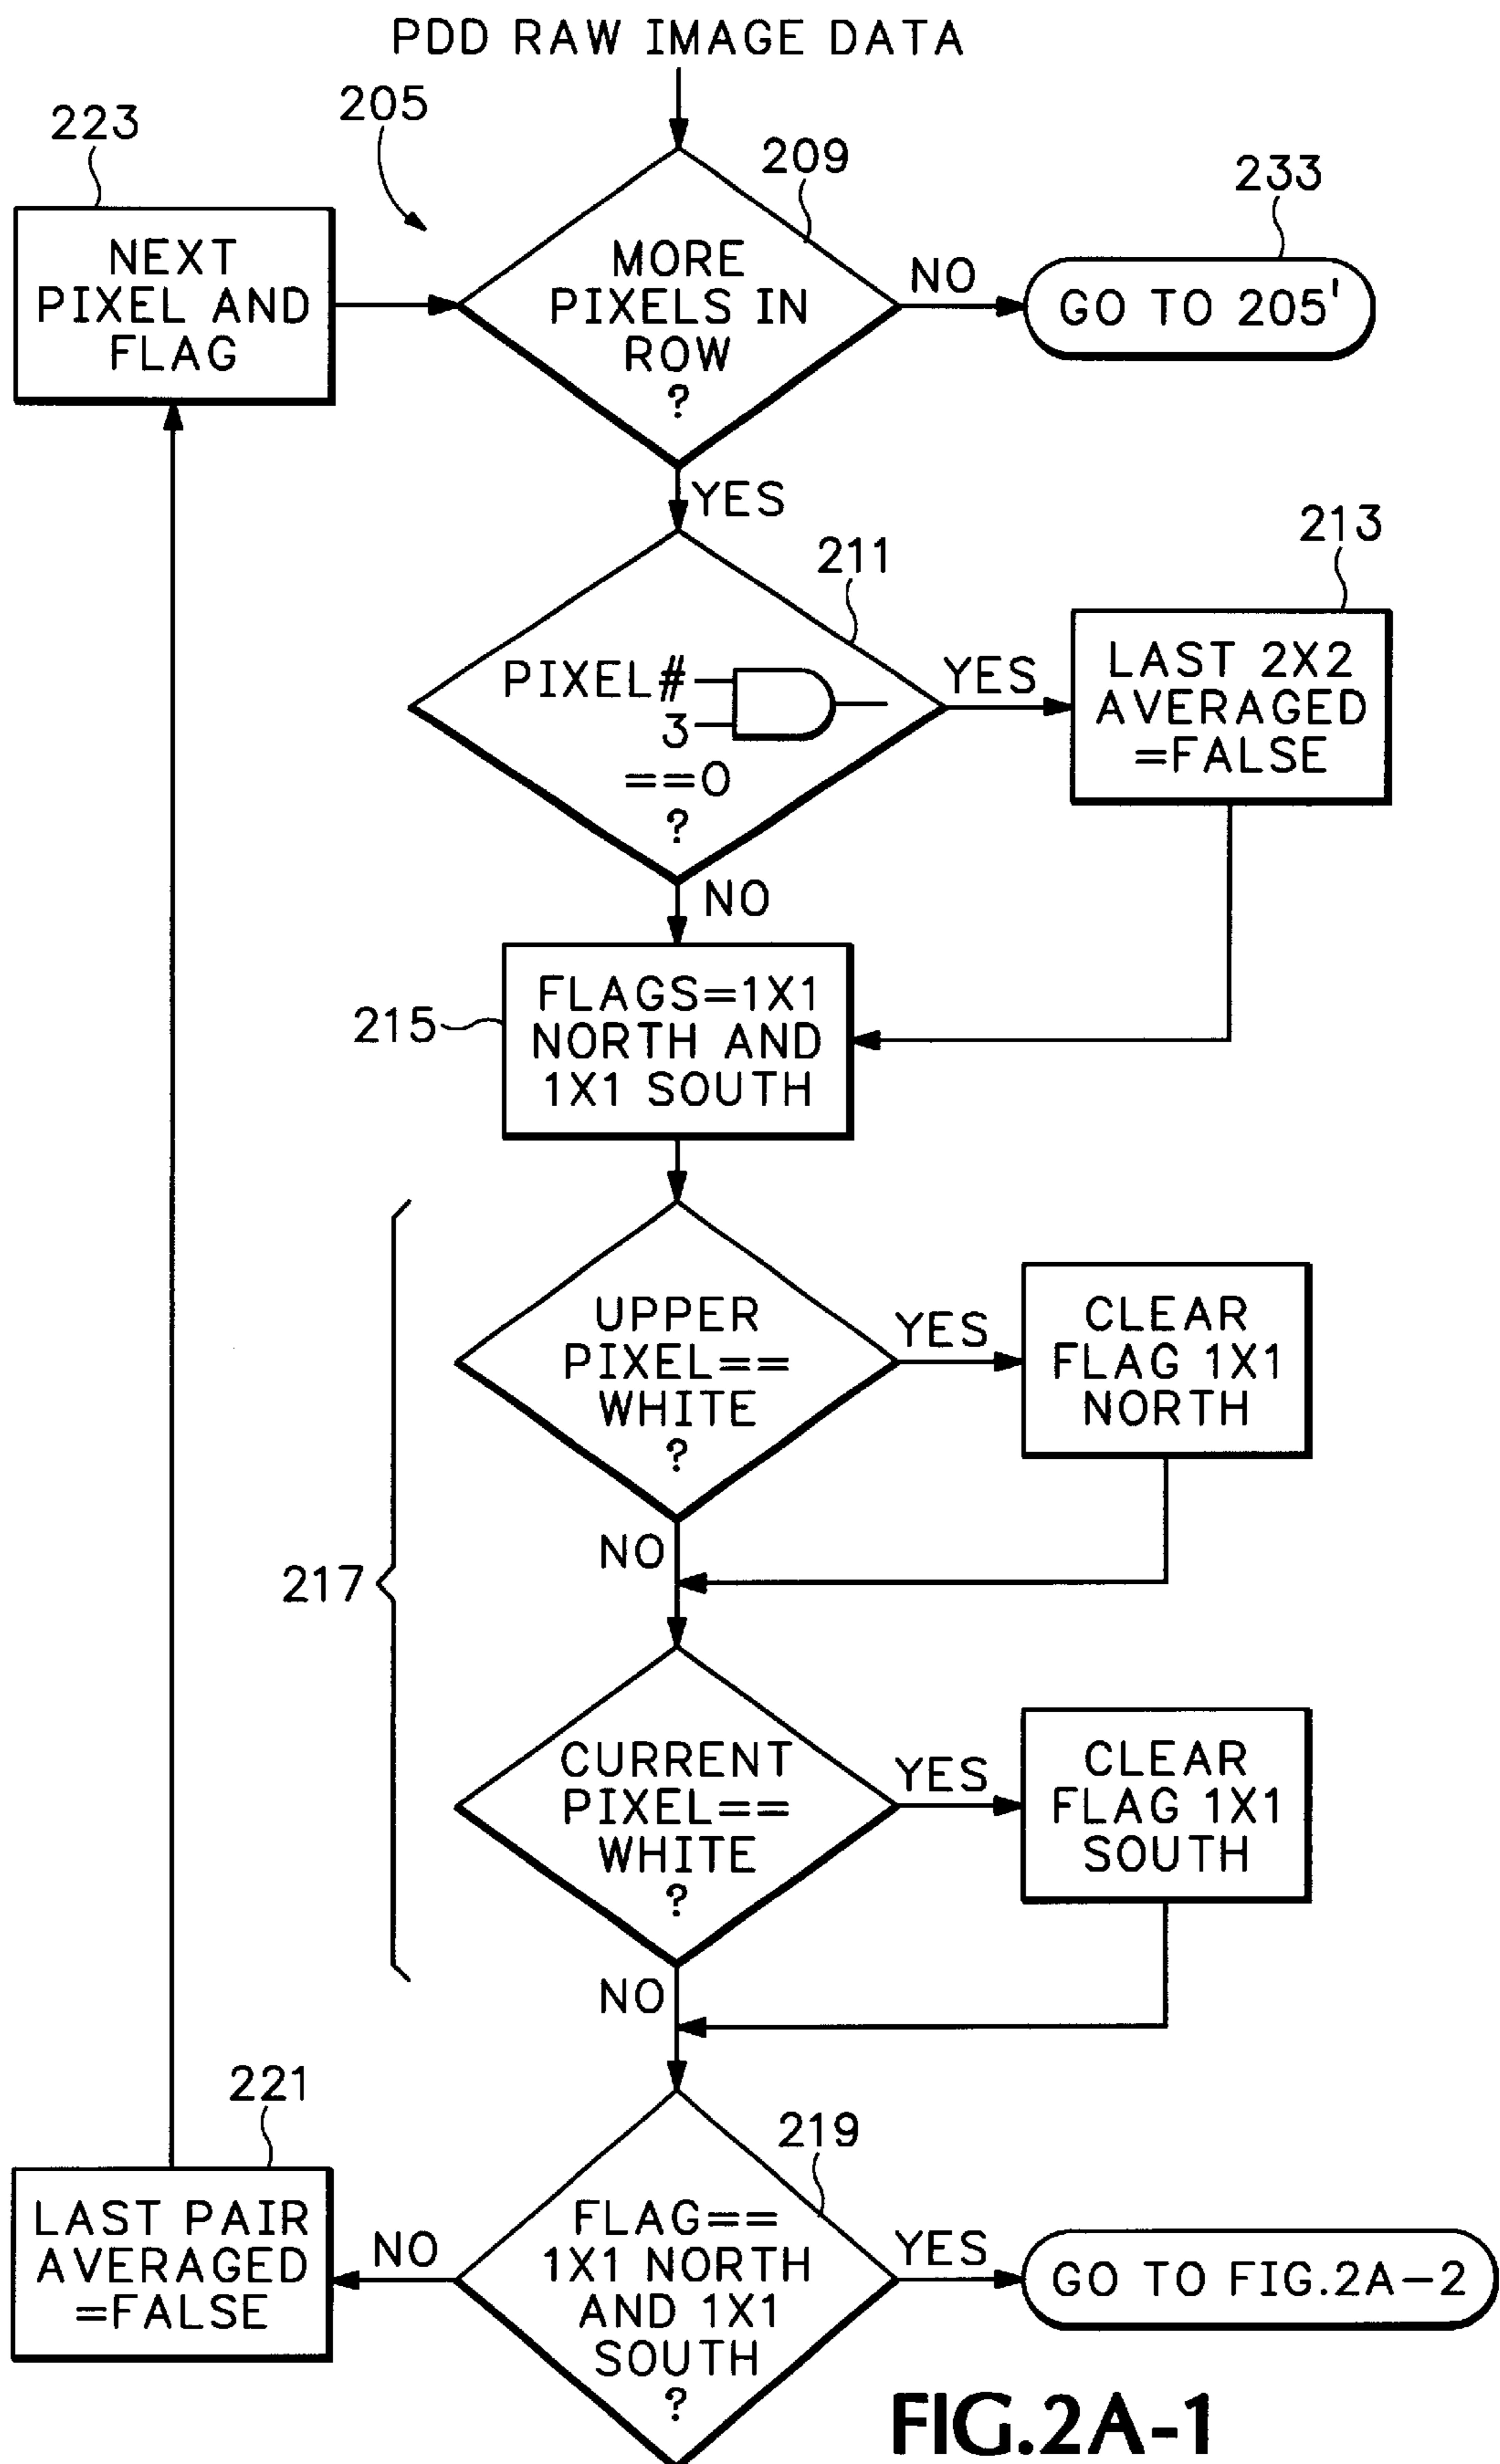 PDD RAW IMAGE DATA
205
223
NEXT
PIXEL AND
FLAG
209
MORE
PIXELS IN
ROW
?
NO
233
GO TO 205'
YES
211
PIXEL#
3
==0
?
YES
213
LAST 2X2
AVERAGED
=FALSE
NO
215
FLAGS=1X1
NORTH AND
1X1 SOUTH
217
UPPER
PIXEL==
WHITE
?
YES
CLEAR
FLAG 1X1
NORTH
NO
CURRENT
PIXEL==
WHITE
?
YES
CLEAR
FLAG 1X1
SOUTH
NO
219
FLAG==
1X1 NORTH
AND 1X1
SOUTH
?
NO
221
LAST PAIR
AVERAGED
=FALSE
YES
GO TO FIG.2A-2
FIG.2A-1